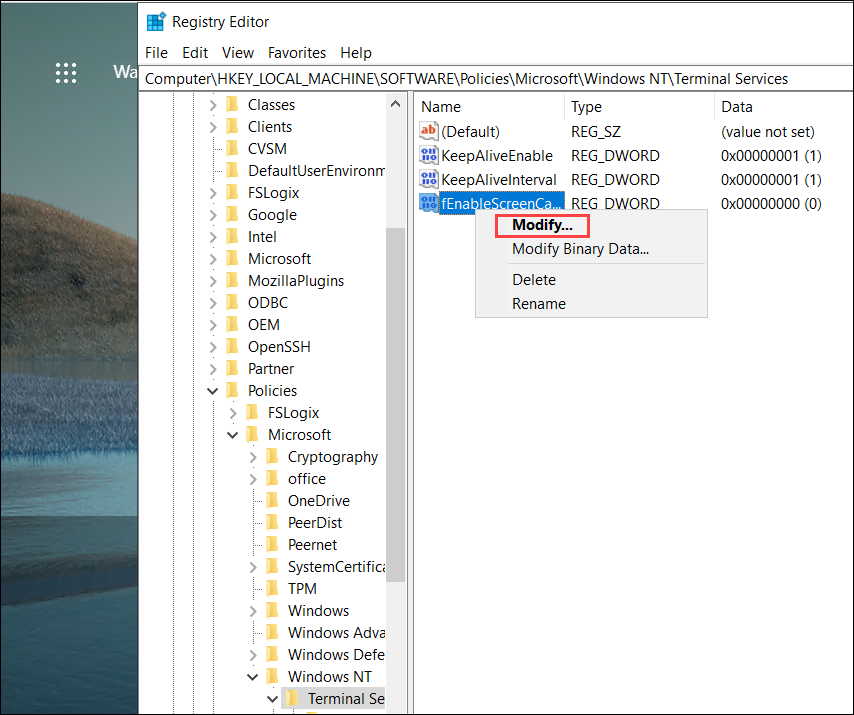 Registry Editor
Wa
File Edit View Favorites Help
Computer\HKEY_LOCAL_MACHINE\SOFTWARE\Policies\Microsoft\Windows NT\Terminal Services
Classes
Clients
CVSM
DefaultUserEnvironm
FSLogix
Google
Intel
Microsoft
MozillaPlugins
ODBC
OEM
OpenSSH
Partner
Policies
FSLogix
Microsoft
Cryptography
office
OneDrive
PeerDist
Peernet
SystemCertifica
TPM
Windows
Windows Adva
Windows Defe
Windows NT
Terminal Se
Name Type Data
ab (Default) REG_SZ (value not set)
KeepAliveEnable REG_DWORD 0x00000001 (1)
KeepAliveInterval REG_DWORD 0x00000001 (1)
fEnableScreenCa... REG_DWORD 0x00000000 (0)
Modify...
Modify Binary Data...
Delete
Rename